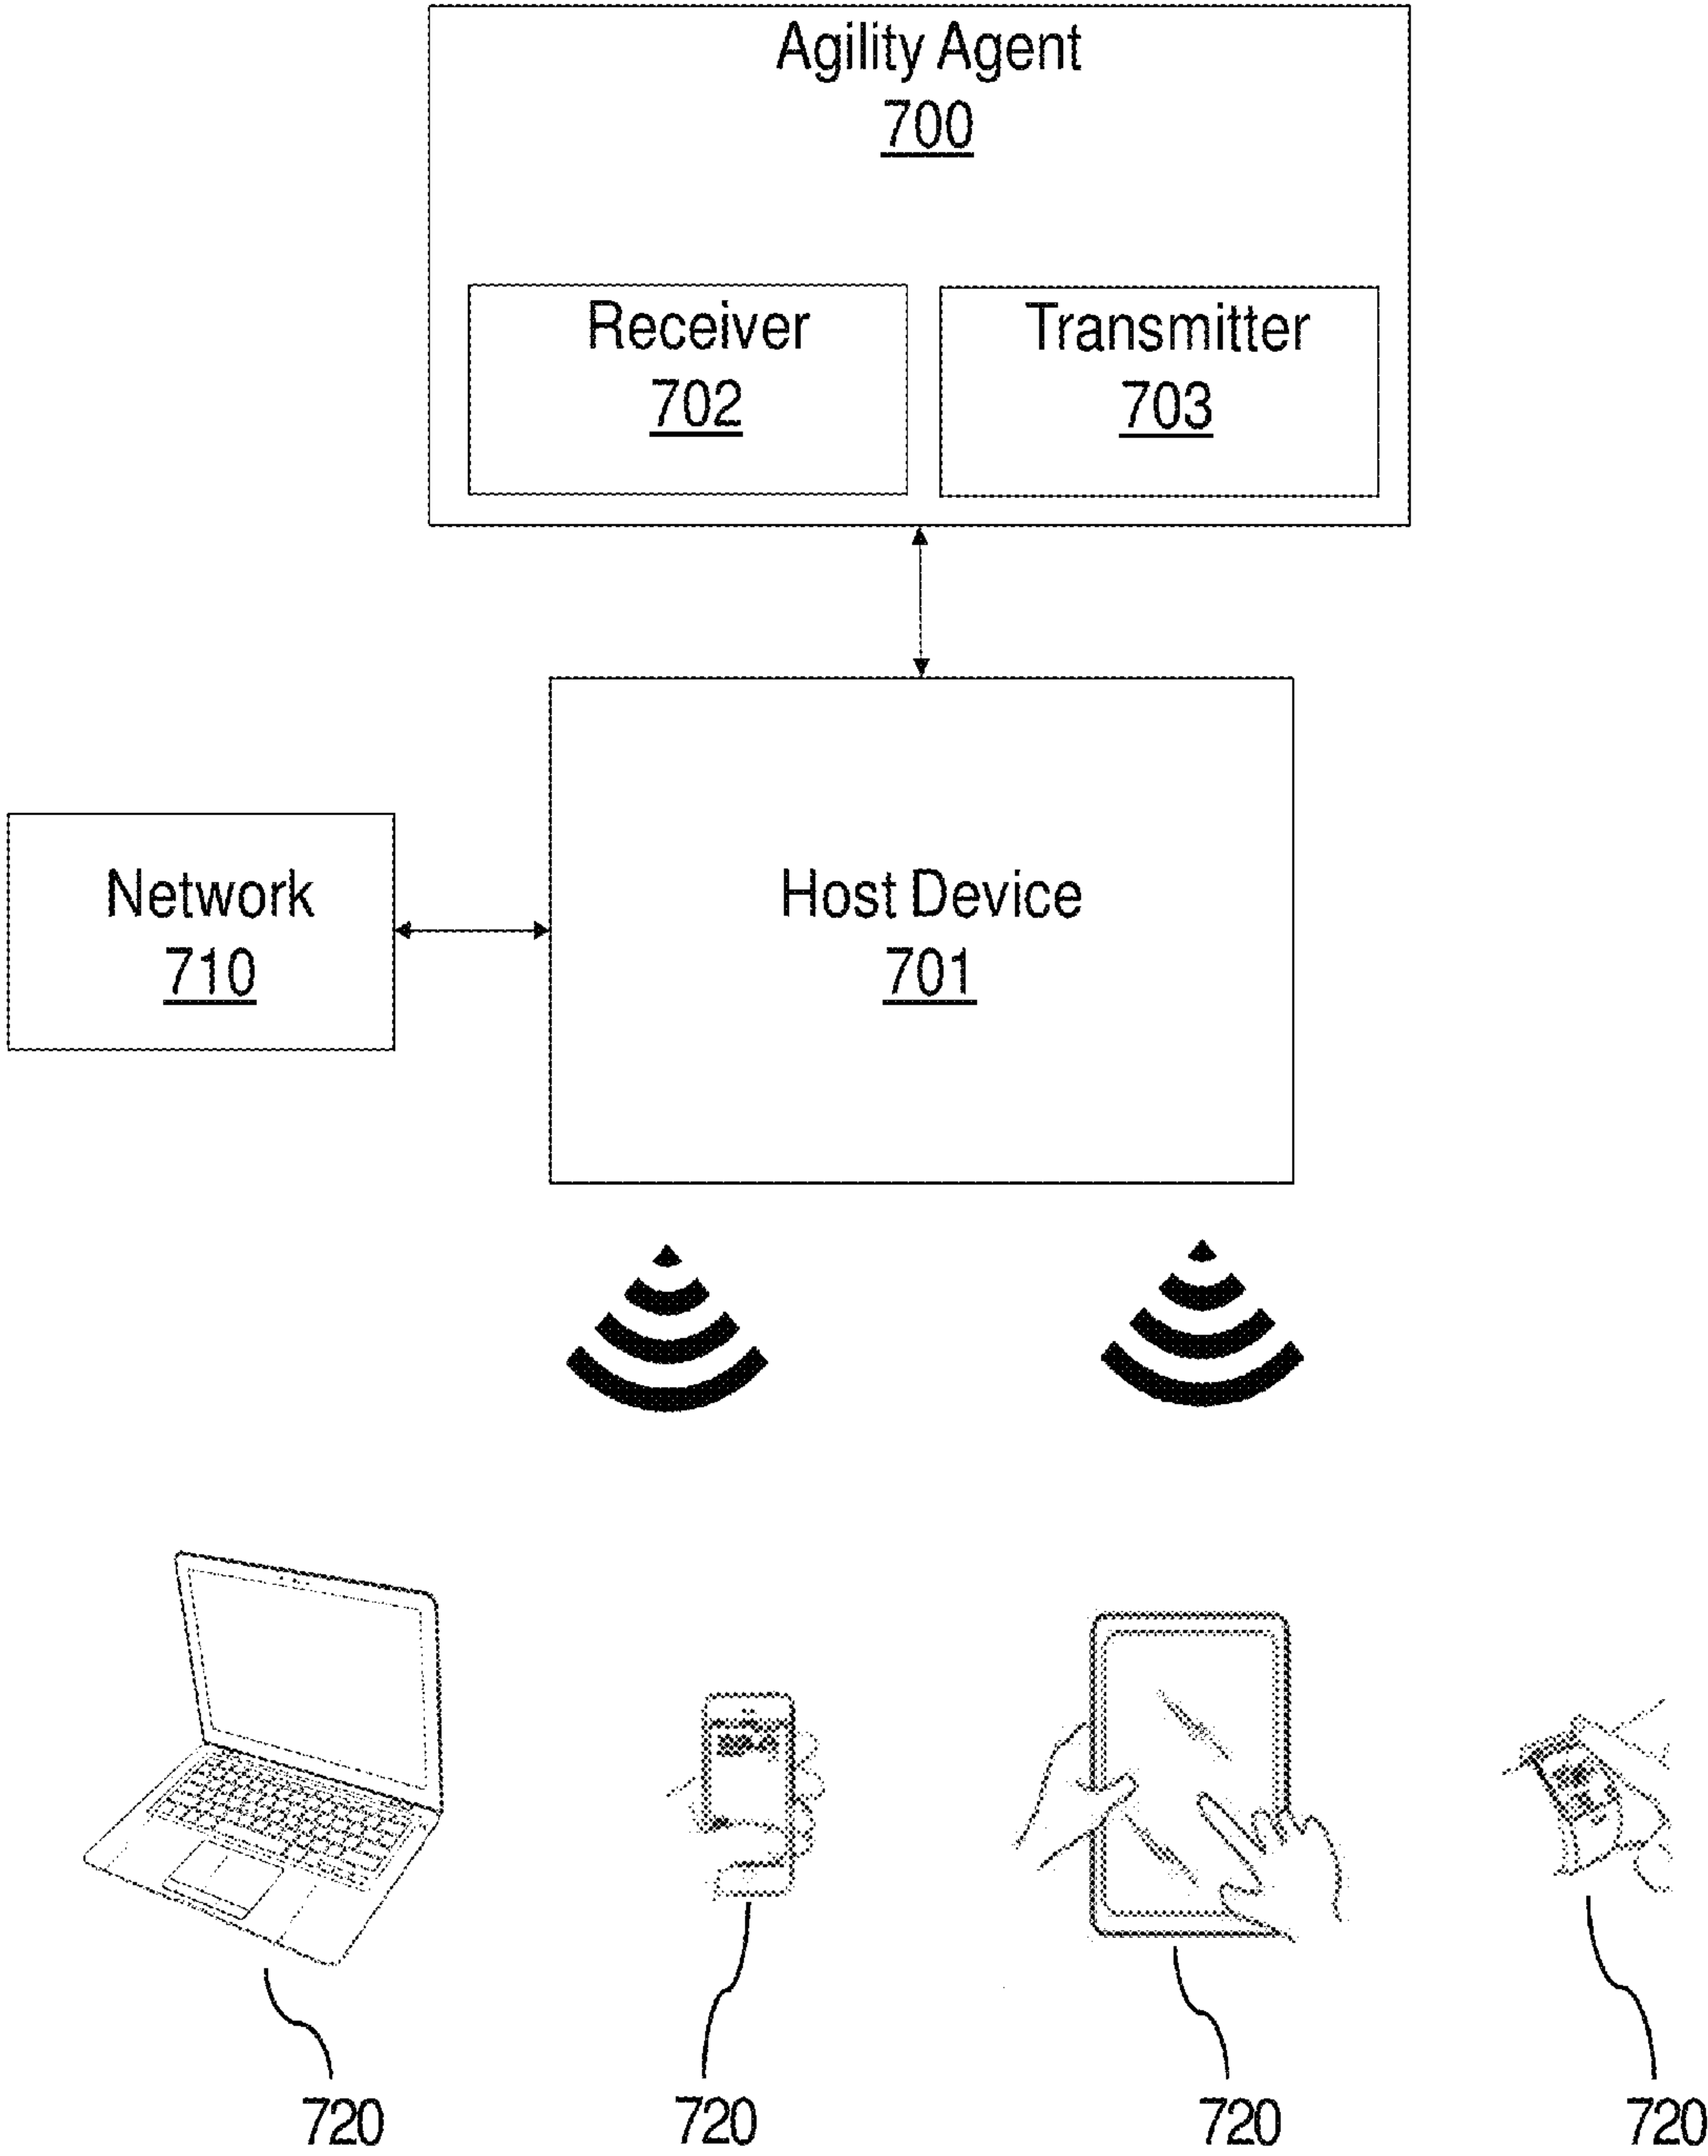 Agility Agent
700
Receiver
702
Transmitter
703
Network
710
Host Device
701
720
720
720
720